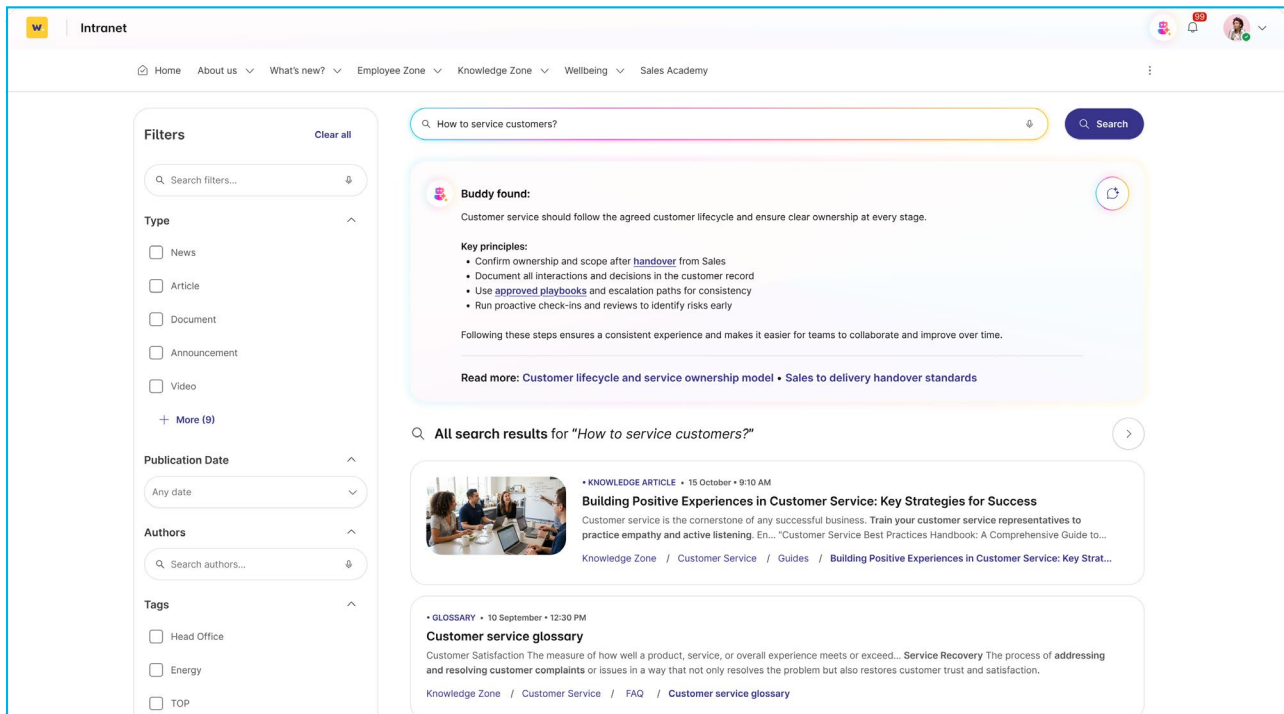 w.
Intranet
99
Home About us What's new? Employee Zone Knowledge Zone Wellbeing Sales Academy
Filters
Clear all
Search filters...
Type
News
Article
Document
Announcement
Video
More (9)
Publication Date
Any date
Authors
Search authors...
Tags
Head Office
Energy
TOP
How to service customers?
Search
Buddy found:
Customer service should follow the agreed customer lifecycle and ensure clear ownership at every stage.
Key principles:
• Confirm ownership and scope after handover from Sales
• Document all interactions and decisions in the customer record
• Use approved playbooks and escalation paths for consistency
• Run proactive check-ins and reviews to identify risks early
Following these steps ensures a consistent experience and makes it easier for teams to collaborate and improve over time.
Read more: Customer lifecycle and service ownership model • Sales to delivery handover standards
All search results for "How to service customers?"
• KNOWLEDGE ARTICLE • 15 October • 9:10 AM
Building Positive Experiences in Customer Service: Key Strategies for Success
Customer service is the cornerstone of any successful business. Train your customer service representatives to
practice empathy and active listening. En... "Customer Service Best Practices Handbook: A Comprehensive Guide to...
Knowledge Zone / Customer Service / Guides / Building Positive Experiences in Customer Service: Key Strat...
• GLOSSARY • 10 September • 12:30 PM
Customer service glossary
Customer Satisfaction The measure of how well a product, service, or overall experience meets or exceed... Service Recovery The process of addressing
and resolving customer complaints or issues in a way that not only resolves the problem but also restores customer trust and satisfaction.
Knowledge Zone / Customer Service / FAQ / Customer service glossary